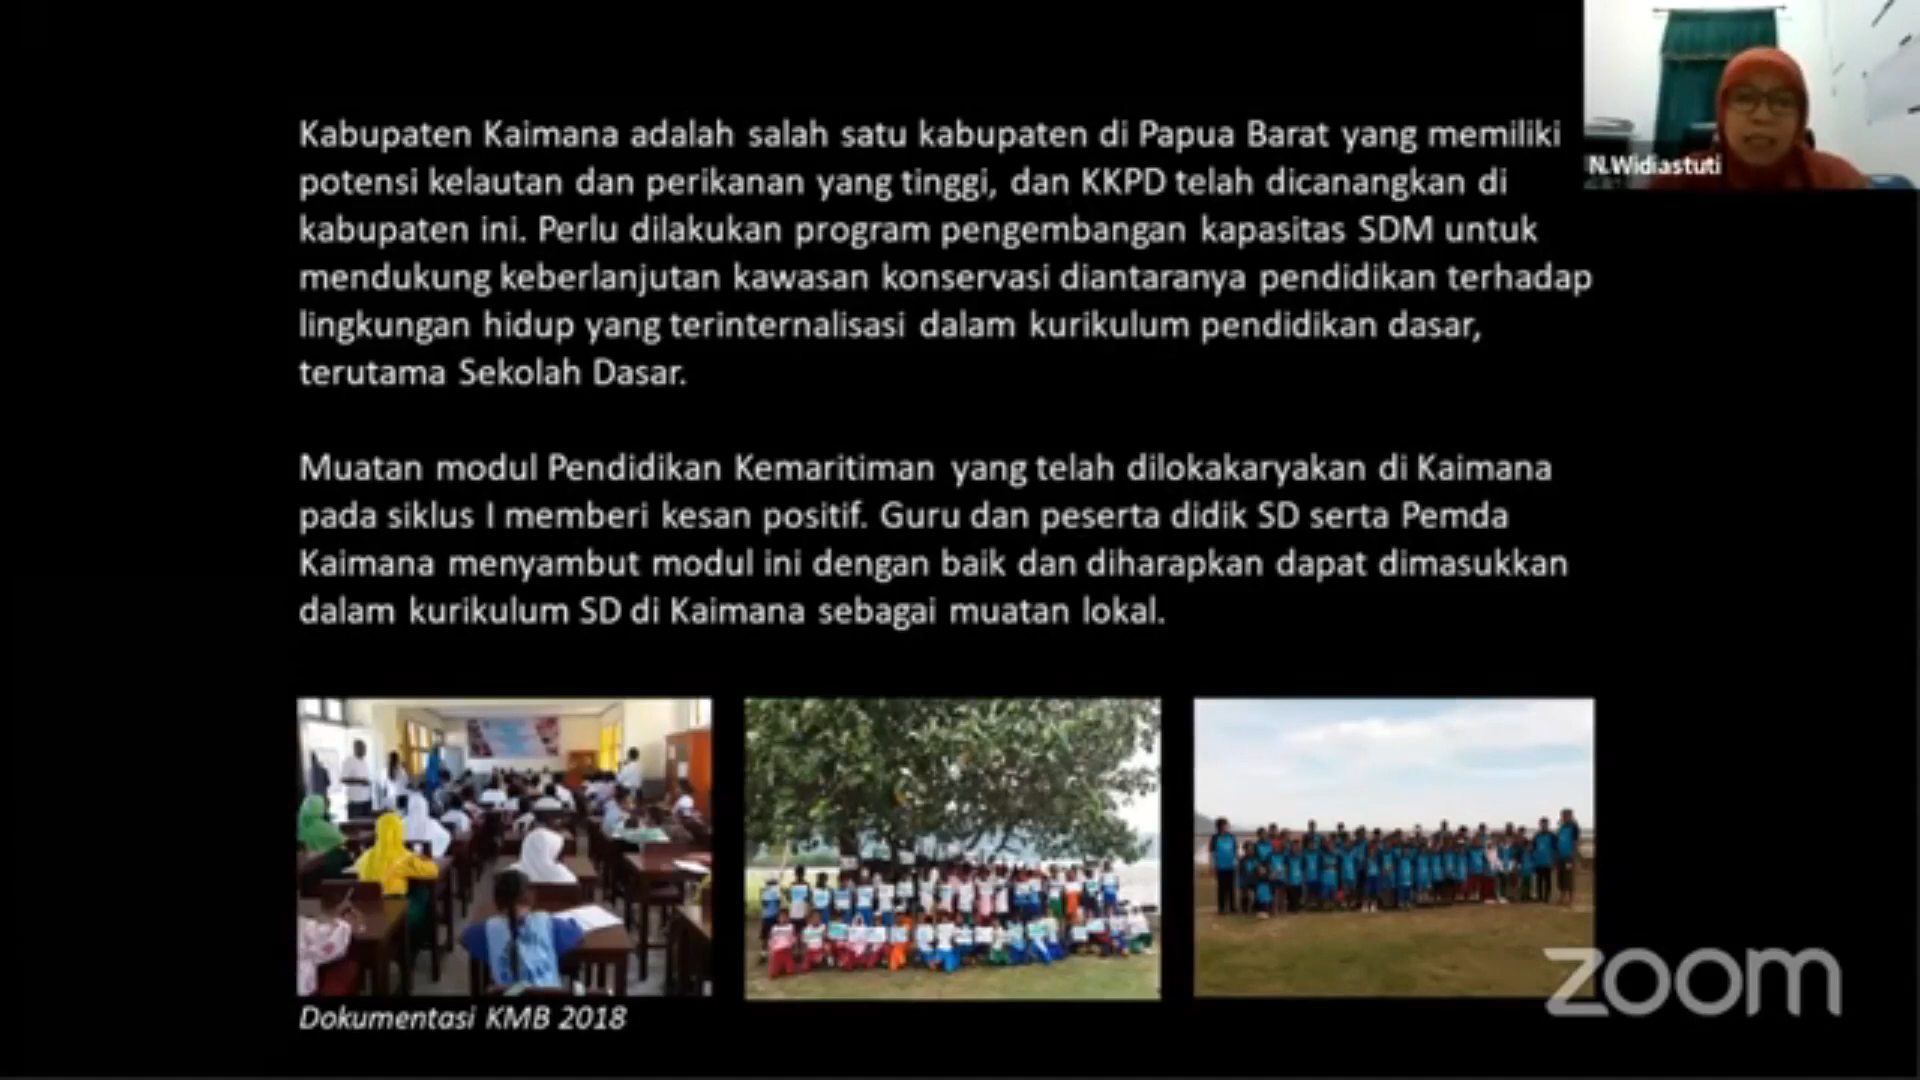 Kabupaten Kaimana adalah salah satu kabupaten di Papua Barat yang memiliki
potensi kelautan dan perikanan yang tinggi, dan KKPD telah dicanangkan di
kabupaten ini. Perlu dilakukan program pengembangan kapasitas SDM untuk
mendukung keberlanjutan kawasan konservasi diantaranya pendidikan terhadap
lingkungan hidup yang terinternalisasi dalam kurikulum pendidikan dasar,
terutama Sekolah Dasar.
Muatan modul Pendidikan Kemaritiman yang telah dilokakaryakan di Kaimana
pada siklus I memberi kesan positif. Guru dan peserta didik SD serta Pemda
Kaimana menyambut modul ini dengan baik dan diharapkan dapat dimasukkan
dalam kurikulum SD di Kaimana sebagai muatan lokal.
Dokumentasi KMB 2018
N.Widiastuti
zoom